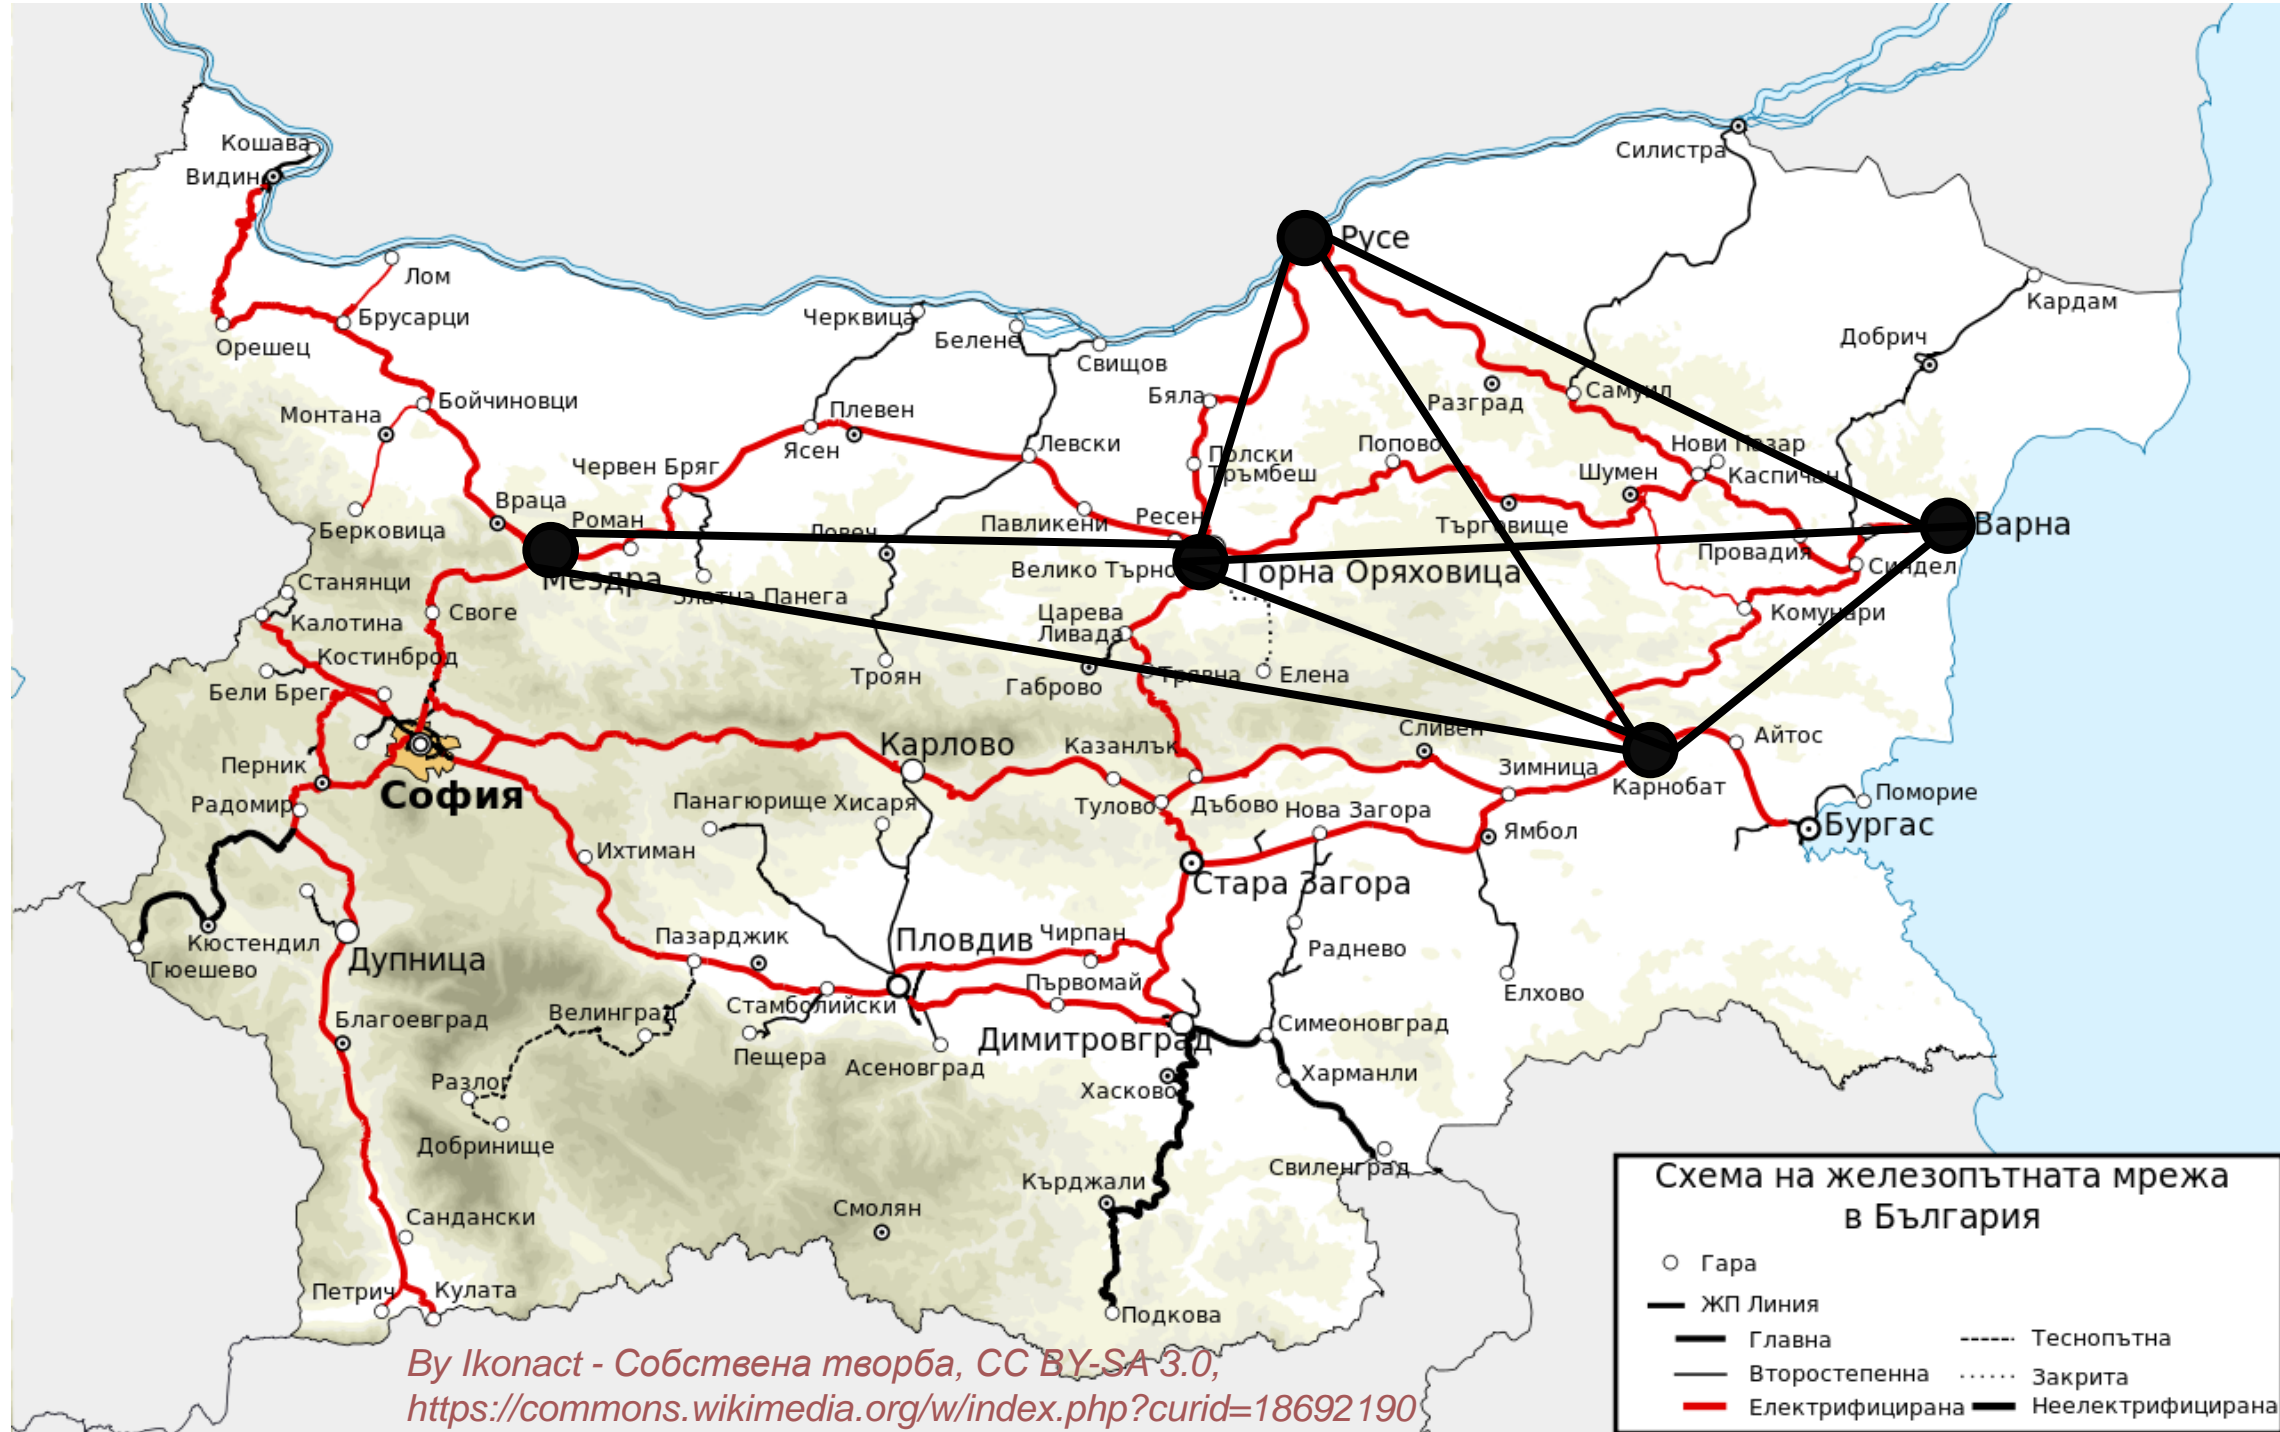 Кошава
Видин
Силистра
Русе
Лом
Кардам
Брусарци
Черквица
Белене
Орешец
Добрич
Свищов
Бойчиновци
Бяла
Самуил
Монтана
Плевен
Разград
Ясен
Левски
Попово
Нови Пазар
Червен Бряг
Полски
Тръмбеш
Шумен
Каспичан
Враца
Роман
Павликени
Ресен
Търговище
Варна
Берковица
Ловеч
Провадия
Мездра
Велико Търно
Горна Оряховица
Синдел
Станянци
Златна Панега
Своге
Царева
Ливада
Комунари
Калотина
Костинброд
Троян
Габрово
Трявна
Елена
Бели Брег
Сливен
Айтос
Карлово
Казанлък
Перник
Зимница
Карнобат
София
Радомир
Панагюрище
Хисаря
Тулово
Дъбово
Нова Загора
Поморие
Ямбол
Бургас
Ихтиман
Стара Загора
Кюстендил
Пазарджик
Пловдив
Чирпан
Раднево
Гюешево
Дупница
Първомай
Елхово
Стамболийски
Благоевград
Велинград
Симеоновград
Димитровград
Пещера
Асеновград
Разлог
Хасково
Харманли
Добринище
Свиленград
Кърджали
Сандански
Смолян
Петрич
Кулата
Подкова
Схема на железопътната мрежа
в България
Гара
ЖП Линия
Главна
Теснопътна
Второстепенна
Закрита
Електрифицирана
Неелектрифицирана
By Ikonact - Собствена творба, CC BY-SA 3.0,
https://commons.wikimedia.org/w/index.php?curid=18692190